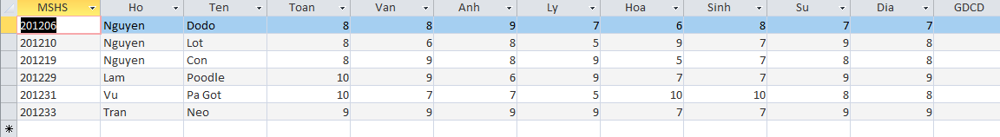 MSHS Ho Ten Toan Van Anh Ly Hoa Sinh Su Dia GDCD
201206 Nguyen Dodo 8 8 9 7 6 8 7 7
201210 Nguyen Lot 8 6 8 5 9 7 9 8
201219 Nguyen Con 8 9 8 9 5 7 8 8
201229 Lam Poodle 10 9 6 9 7 7 9 9
201231 Vu Pa Got 10 7 7 5 10 10 8 8
201233 Tran Neo 9 9 9 9 7 7 9 9